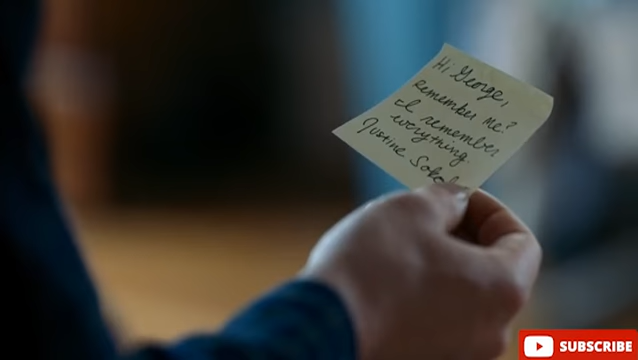 Hi George,
remember me?
I remember
everything.
Justine
SUBSCRIBE